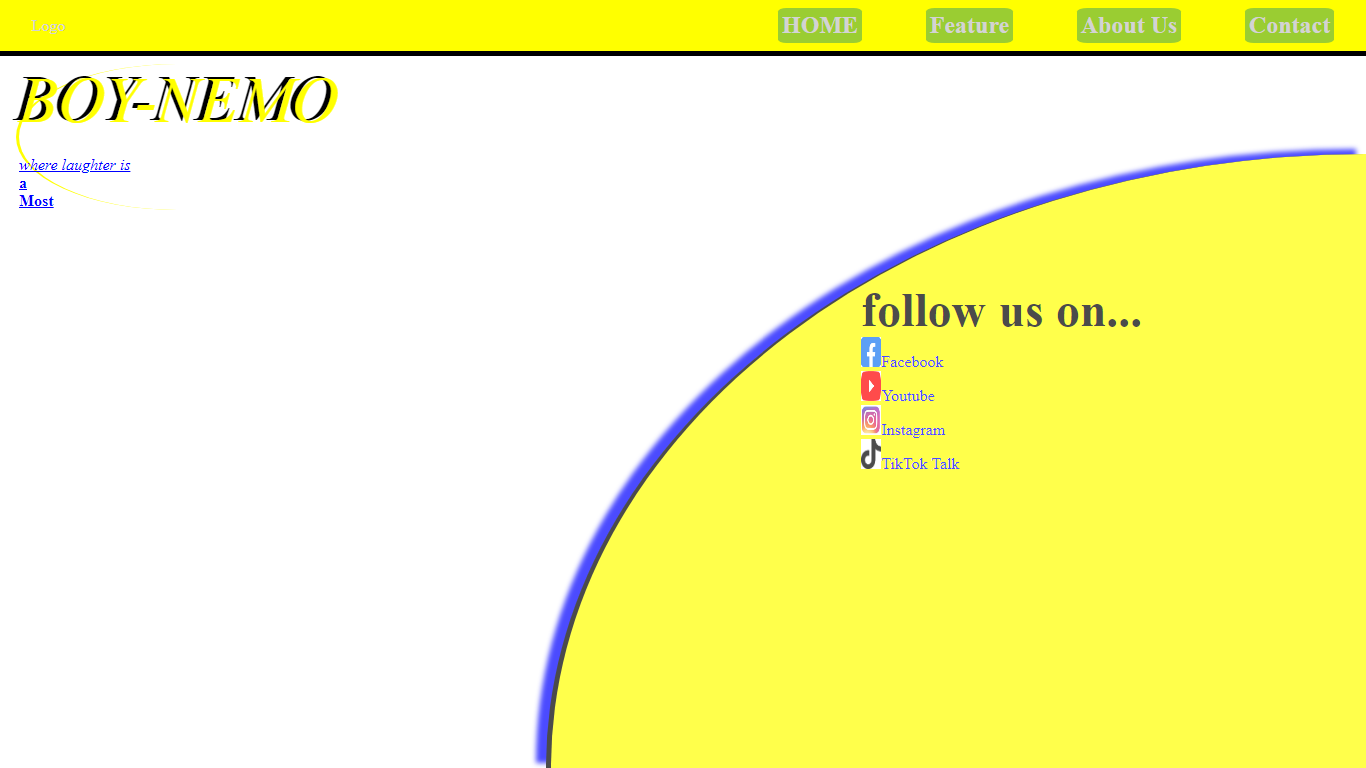 Logo HOME Feature About Us Contact
BOY-NEMO
where laughter is
a
Most
follow us on...
Facebook
Youtube
Instagram
TikTok Talk